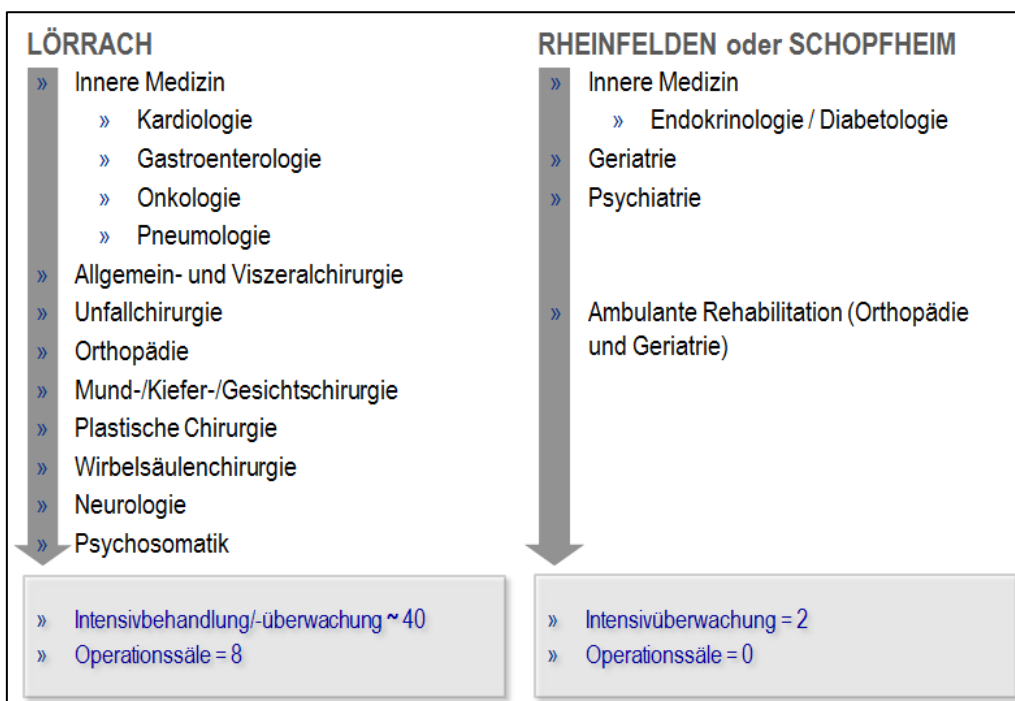 LÖRRACH
» Innere Medizin
» Kardiologie
» Gastroenterologie
» Onkologie
» Pneumologie
» Allgemein- und Viszeralchirurgie
» Unfallchirurgie
» Orthopädie
» Mund-/Kiefer-/Gesichtschirurgie
» Plastische Chirurgie
» Wirbelsäulenchirurgie
» Neurologie
» Psychosomatik
» Intensivbehandlung/-überwachung ~ 40
» Operationssäle = 8
RHEINFELDEN oder SCHOPFHEIM
» Innere Medizin
» Endokrinologie / Diabetologie
» Geriatrie
» Psychiatrie
» Ambulante Rehabilitation (Orthopädie
und Geriatrie)
» Intensivüberwachung = 2
» Operationssäle = 0